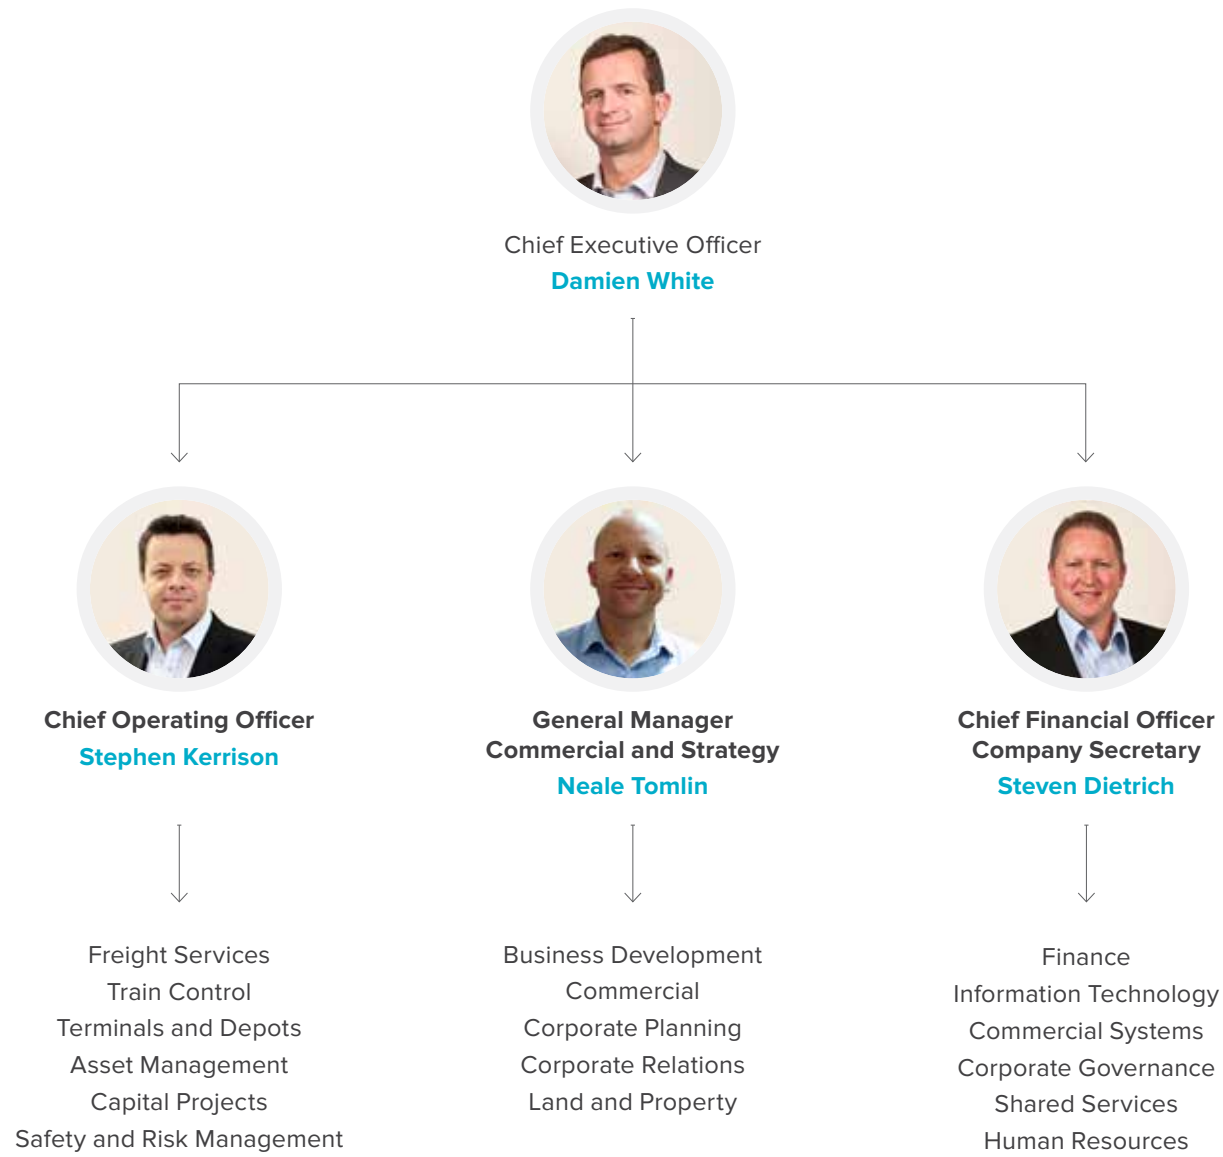 Chief Executive Officer
Damien White
Chief Operating Officer
Stephen Kerrison
General Manager
Commercial and Strategy
Neale Tomlin
Chief Financial Officer
Company Secretary
Steven Dietrich
Freight Services
Train Control
Terminals and Depots
Asset Management
Capital Projects
Safety and Risk Management
Business Development
Commercial
Corporate Planning
Corporate Relations
Land and Property
Finance
Information Technology
Commercial Systems
Corporate Governance
Shared Services
Human Resources